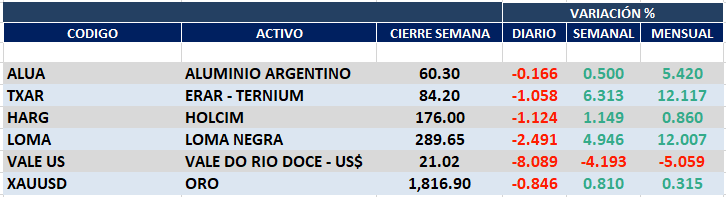 VARIACIÓN %
CODIGO ACTIVO CIERRE SEMANA DIARIO SEMANAL MENSUAL
ALUA ALUMINIO ARGENTINO 60.30 -0.166 0.500 5.420
TXAR ERAR - TERNIUM 84.20 -1.058 6.313 12.117
HARG HOLCIM 176.00 -1.124 1.149 0.860
LOMA LOMA NEGRA 289.65 -2.491 4.946 12.007
VALE US VALE DO RIO DOCE - US$ 21.02 -8.089 -4.193 -5.059
XAUUSD ORO 1,816.90 -0.846 0.810 0.315